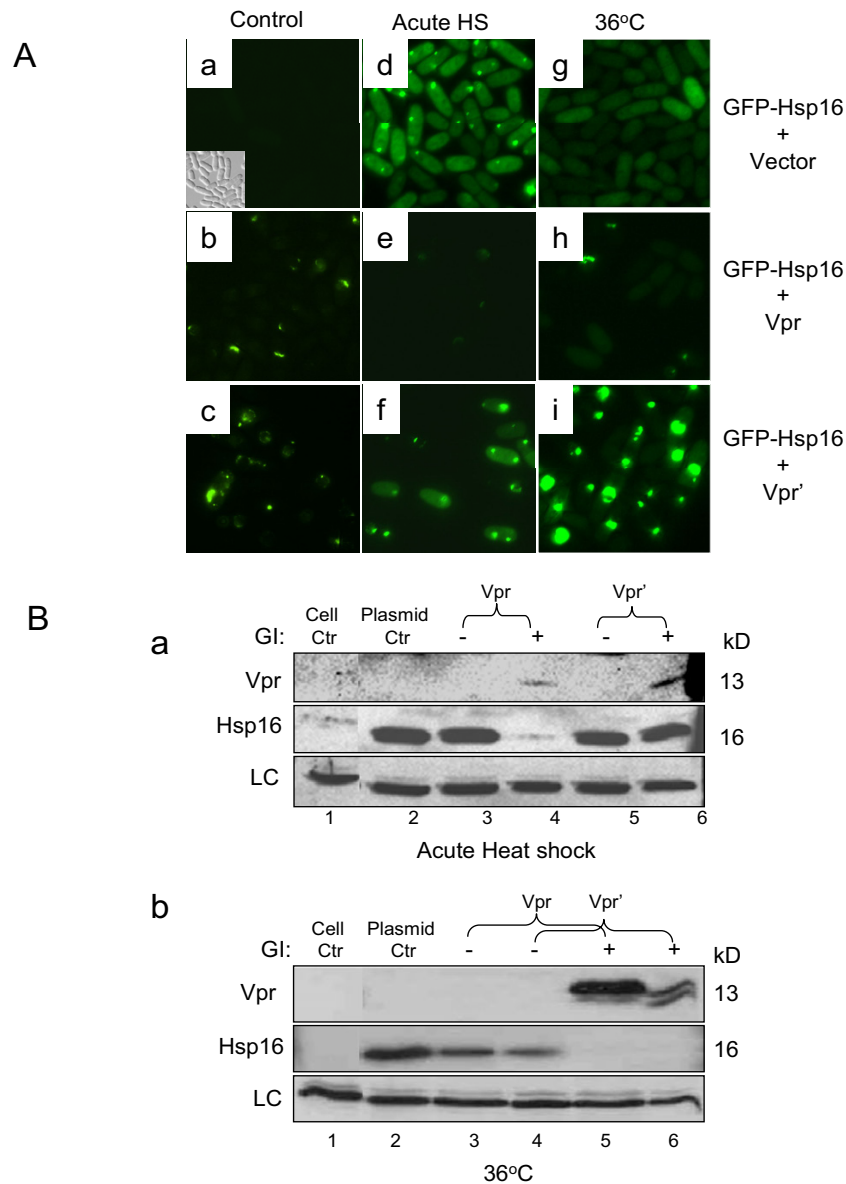 A
Control Acute HS 36°C
a d g
GFP-Hsp16
+
Vector
b e h
GFP-Hsp16
+
Vpr
c f i
GFP-Hsp16
+
Vpr’
B
a
Vpr Vpr’
Cell Plasmid
GI: Ctr Ctr - + - + kD
Vpr 13
Hsp16 16
LC
1 2 3 4 5 6
Acute Heat shock
b
Vpr Vpr’
Cell Plasmid
GI: Ctr Ctr - - + + kD
Vpr 13
Hsp16 16
LC
1 2 3 4 5 6
36°C